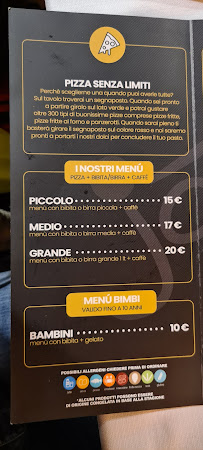 PIZZA SENZA LIMITI
Perché sceglierne una quando puoi averle tutte?
Sul tavolo troverai un segnaposto. Quando sei pronto
a partire giralo sul lato verde e potrai gustare
oltre 300 tipi di buonissime pizze comprese pizze fritte,
pizze fritte al forno e panzerotti. Quando sarai pieno ti
basterà girare il segnaposto sul colore rosso e noi saremo
pronti a portarti i nostri dolci per concludere il tuo pasto.
I NOSTRI MENÙ
PIZZA + BIBITA/BIRRA + CAFFÈ
PICCOLO 15 €
menù con bibita o birra piccola + caffè
MEDIO 17 €
menù con bibita o birra media + caffè
GRANDE 20 €
menù con bibita o birra grande 1 lt + caffè
MENÙ BIMBI
VALIDO FINO A 10 ANNI
BAMBINI 10 €
menù con bibita + gelato
POSSIBILI ALLERGENI CHIEDERE PRIMA DI ORDINARE
*ALCUNI PRODOTTI POSSONO ESSERE
DI ORIGINE CONGELATA IN BASE ALLA STAGIONE